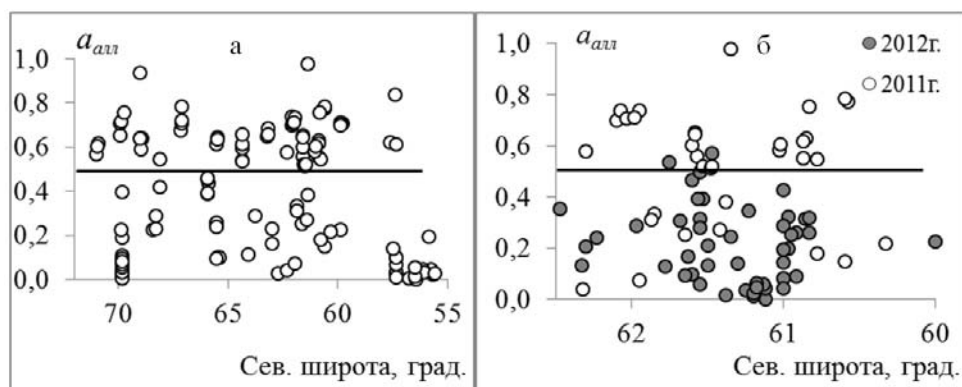 aалл а
1,0
0,8
0,6
0,4
0,2
0,0
70 65 60 55
Сев. широта, град.
aалл б
1,0
0,8
0,6
0,4
0,2
0,0
2012г.
2011г.
62 61 60
Сев. широта, град.